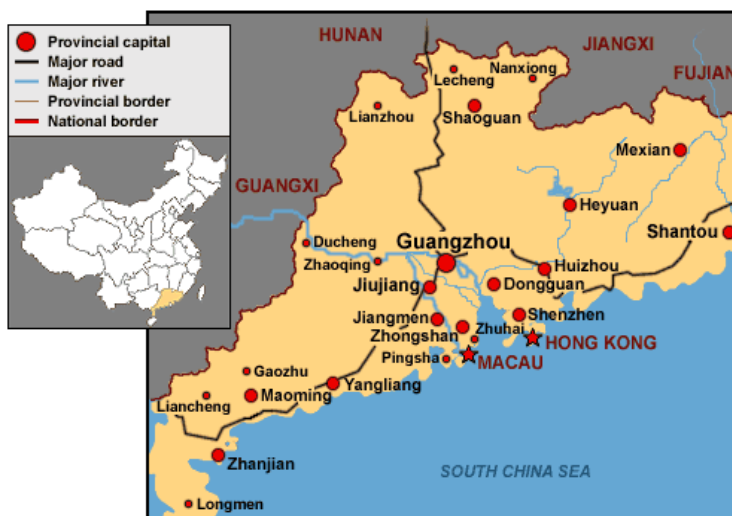 Provincial capital
Major road
Major river
Provincial border
National border
HUNAN
JIANGXI
FUJIAN
Lecheng
Nanxiong
Lianzhou
Shaoguan
Mexian
GUANGXI
Heyuan
Ducheng
Guangzhou
Shantou
Zhaoqing
Huizhou
Jiujiang
Dongguan
Jiangmen
Shenzhen
Zhongshan
Zhuhai
HONG KONG
Pingsha
MACAU
Gaozhu
Yangliang
Liancheng
Maoming
Zhanjian
SOUTH CHINA SEA
Longmen